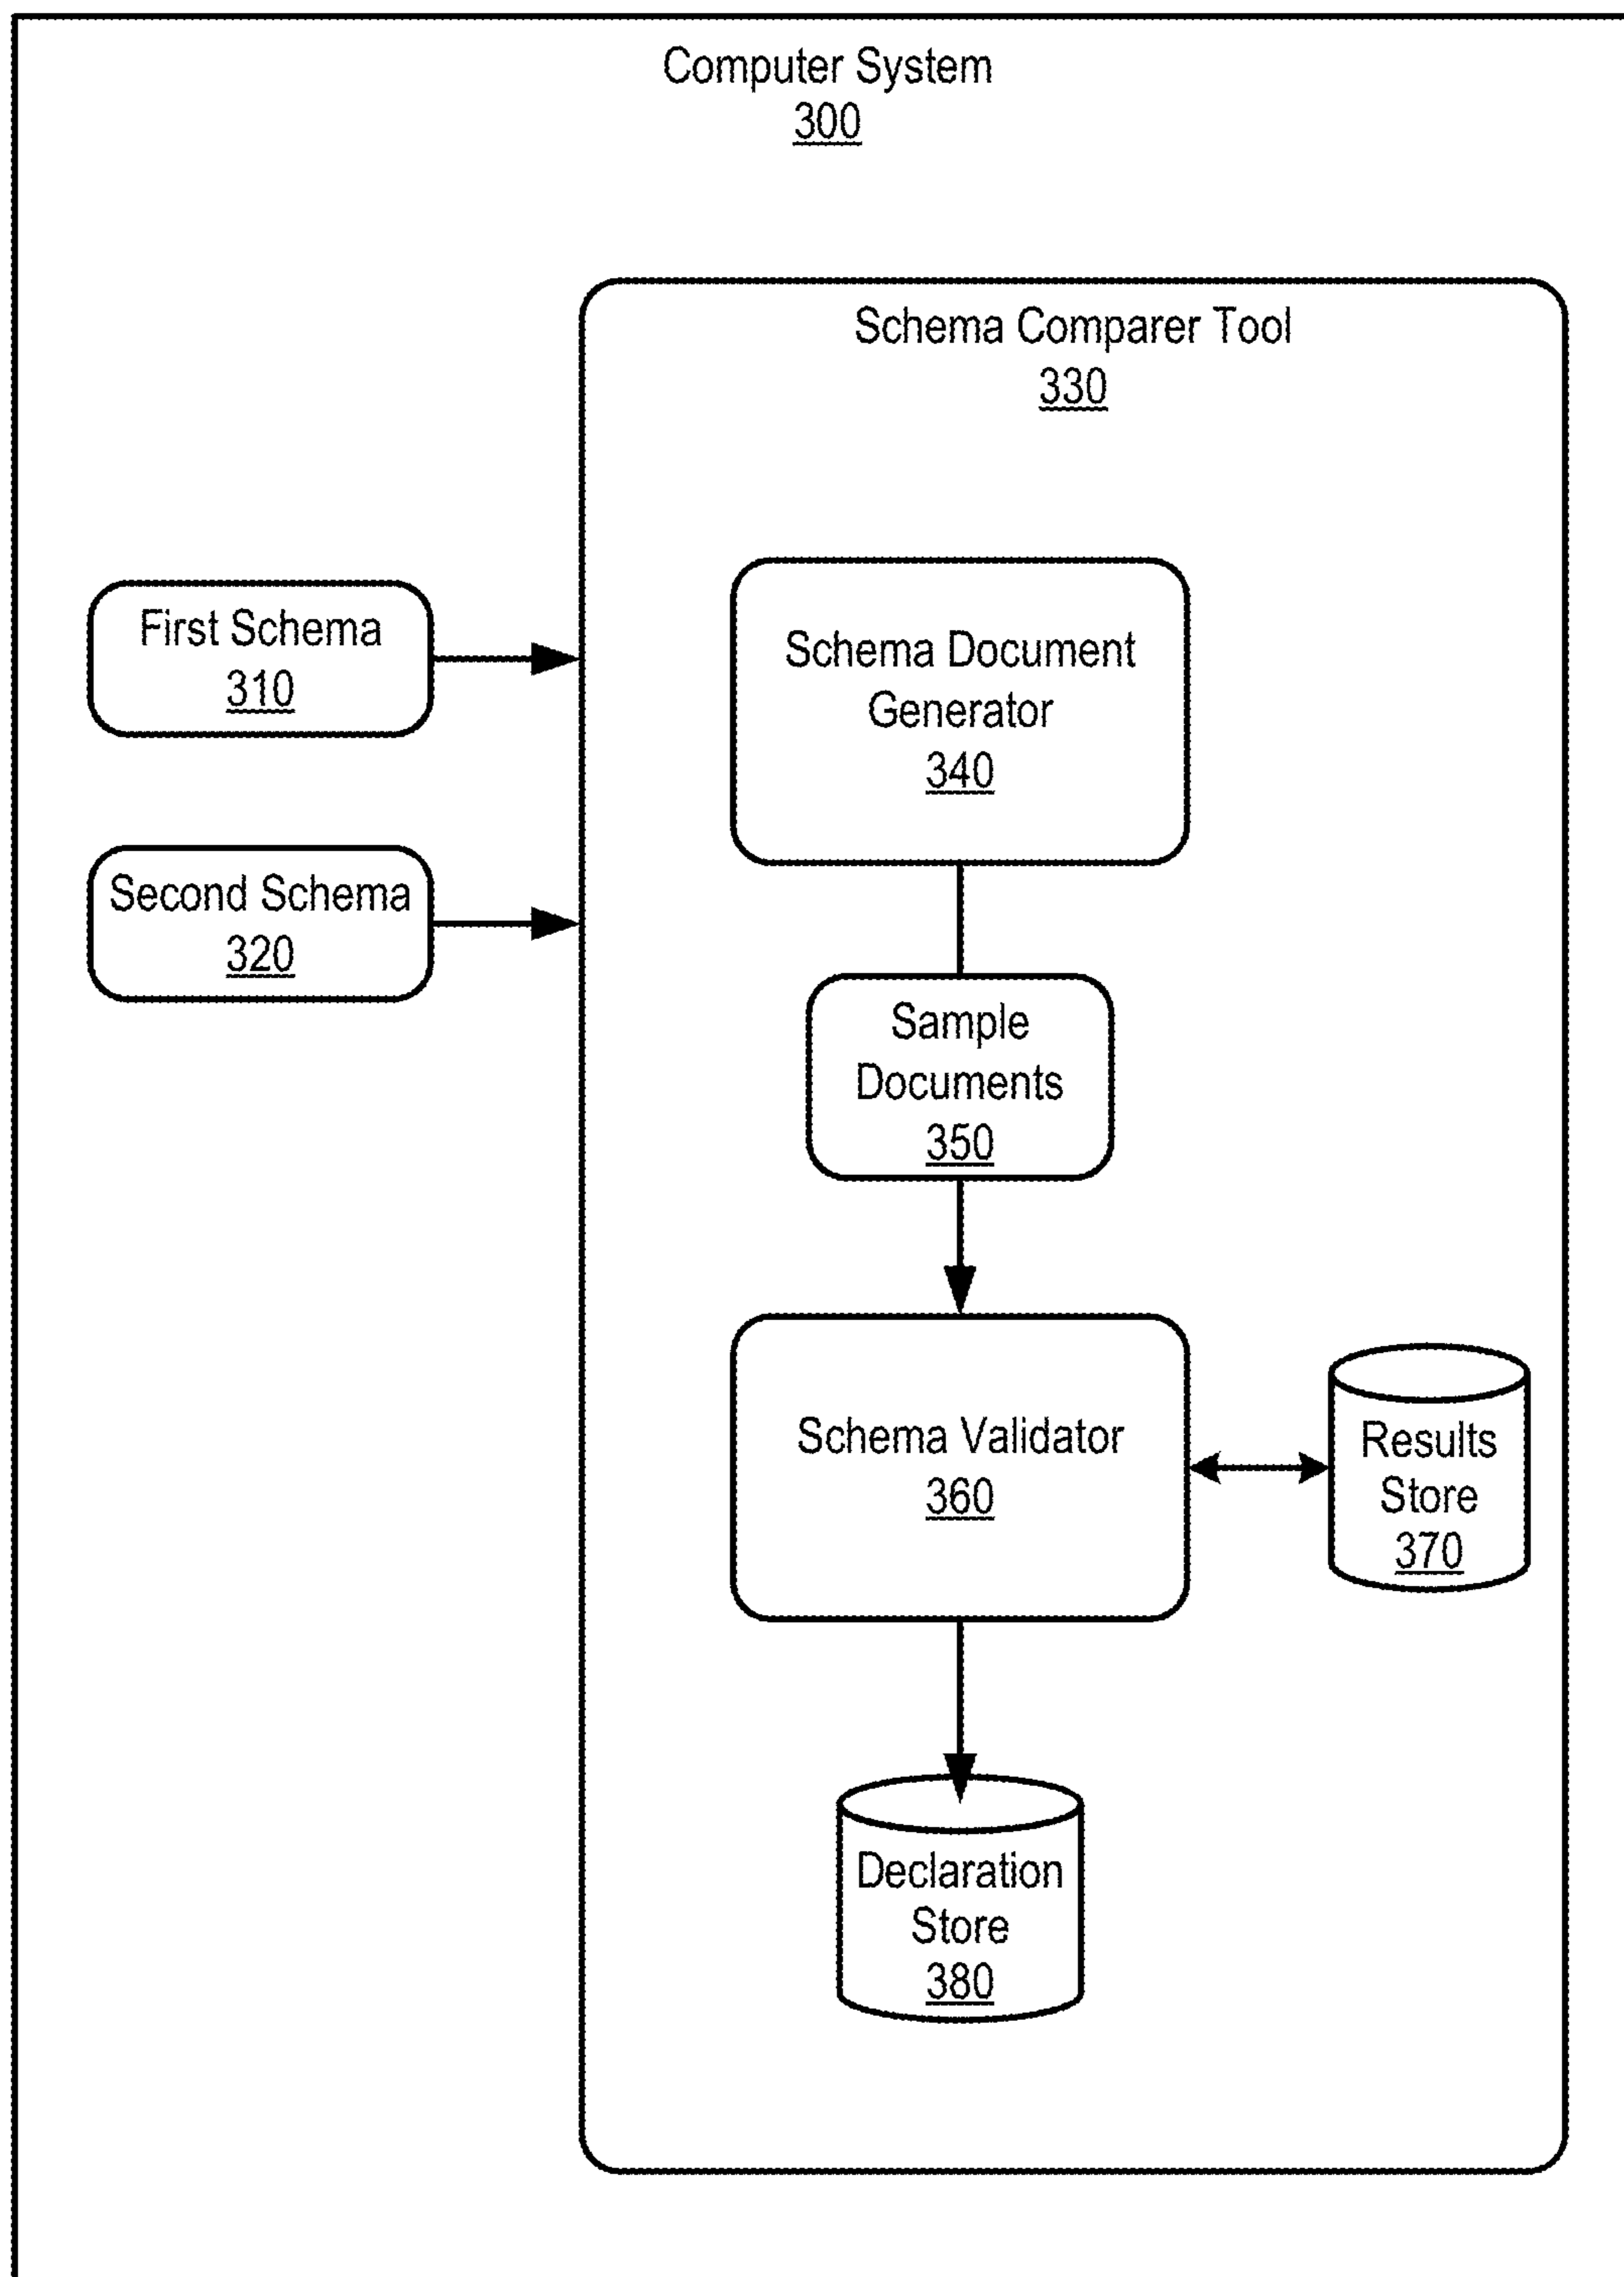 Computer System
300
Schema Comparer Tool
330
First Schema
310
Second Schema
320
Schema Document
Generator
340
Sample
Documents
350
Schema Validator
360
Results
Store
370
Declaration
Store
380